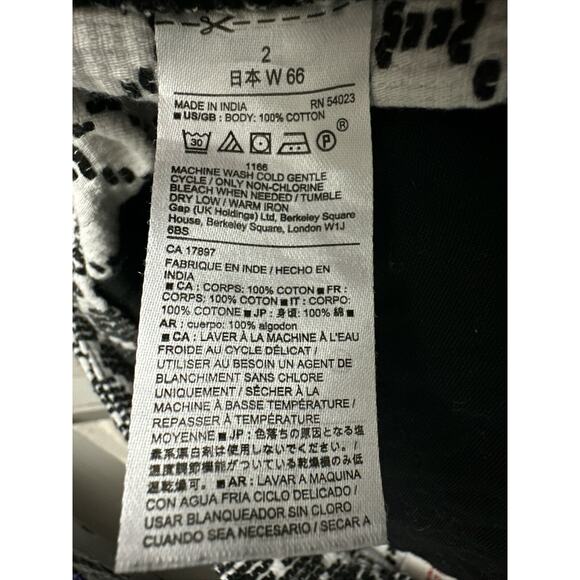 2
日本 W 66
MADE IN INDIA RN 54023
■ US/GB : BODY: 100% COTTON
30 P ®
1166
MACHINE WASH COLD GENTLE
CYCLE / ONLY NON-CHLORINE
BLEACH WHEN NEEDED / TUMBLE
DRY LOW / WARM IRON
Gap (UK Holdings) Ltd, Berkeley Square
House, Berkeley Square, London W1J
6BS
CA 17897
FABRIQUE EN INDE / HECHO EN
INDIA
■ CA : CORPS: 100% COTON ■ FR :
CORPS: 100% COTON ■ IT : CORPO:
100% COTONE ■ JP : 身頃: 100% 綿 ■
AR : cuerpo: 100% algodon
■ CA : LAVER À LA MACHINE À L'EAU
FROIDE AU CYCLE DÉLICAT /
UTILISER AU BESOIN UN AGENT DE
BLANCHIMENT SANS CHLORE
UNIQUEMENT / SÉCHER À LA
MACHINE À BASSE TEMPÉRATURE /
REPASSER À TEMPÉRATURE
MOYENNE ■ JP : 色落ちの原因となる塩
素系漂白剤は使用しないでください。/
温度調節機能がついている乾燥機のみ低
温乾燥可。 ■ AR : LAVAR A MAQUINA
CON AGUA FRIA CICLO DELICADO /
USAR BLANQUEADOR SIN CLORO
CUANDO SEA NECESARIO / SECAR A